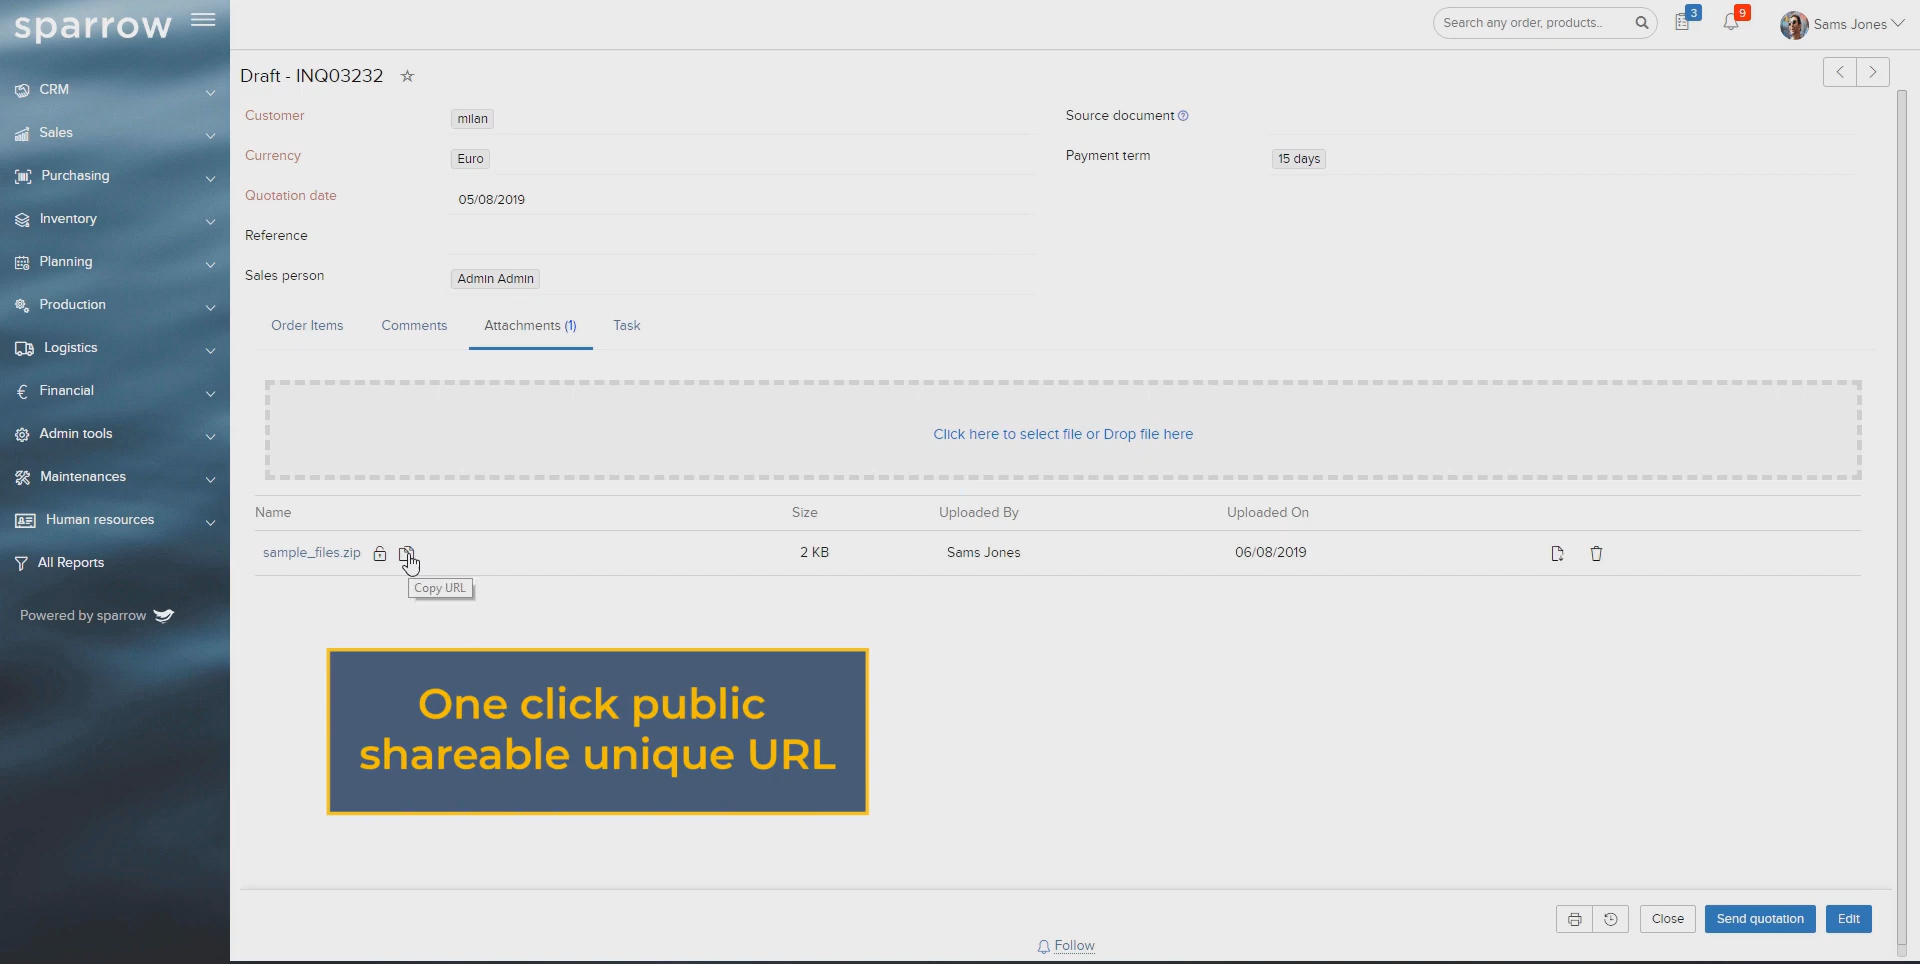 sparrow
Search any order, products..
3
9
Sams Jones
CRM
Sales
Purchasing
Inventory
Planning
Production
Logistics
€ Financial
Admin tools
Maintenances
Human resources
All Reports
Powered by sparrow
Draft - INQ03232
Customer milan
Source document ?
Currency Euro
Payment term 15 days
Quotation date 05/08/2019
Reference
Sales person Admin Admin
Order Items Comments Attachments (1) Task
Click here to select file or Drop file here
Name Size Uploaded By Uploaded On
sample_files.zip 2 KB Sams Jones 06/08/2019
Copy URL
One click public
shareable unique URL
Close Send quotation Edit
Follow